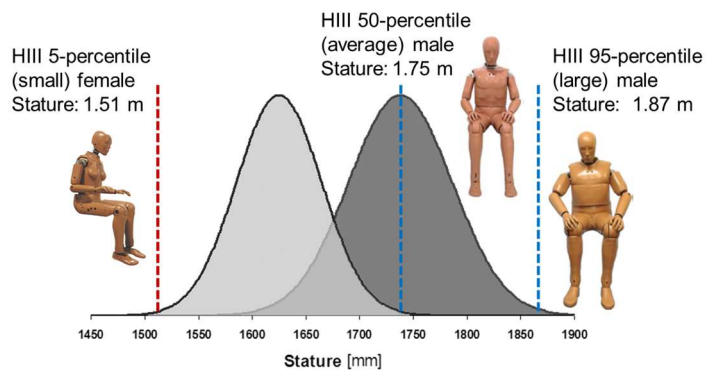 HIII 5-percentile
(small) female
Stature: 1.51 m
HIII 50-percentile
(average) male
Stature: 1.75 m
HIII 95-percentile
(large) male
Stature: 1.87 m
1450 1500 1550 1600 1650 1700 1750 1800 1850 1900
Stature [mm]